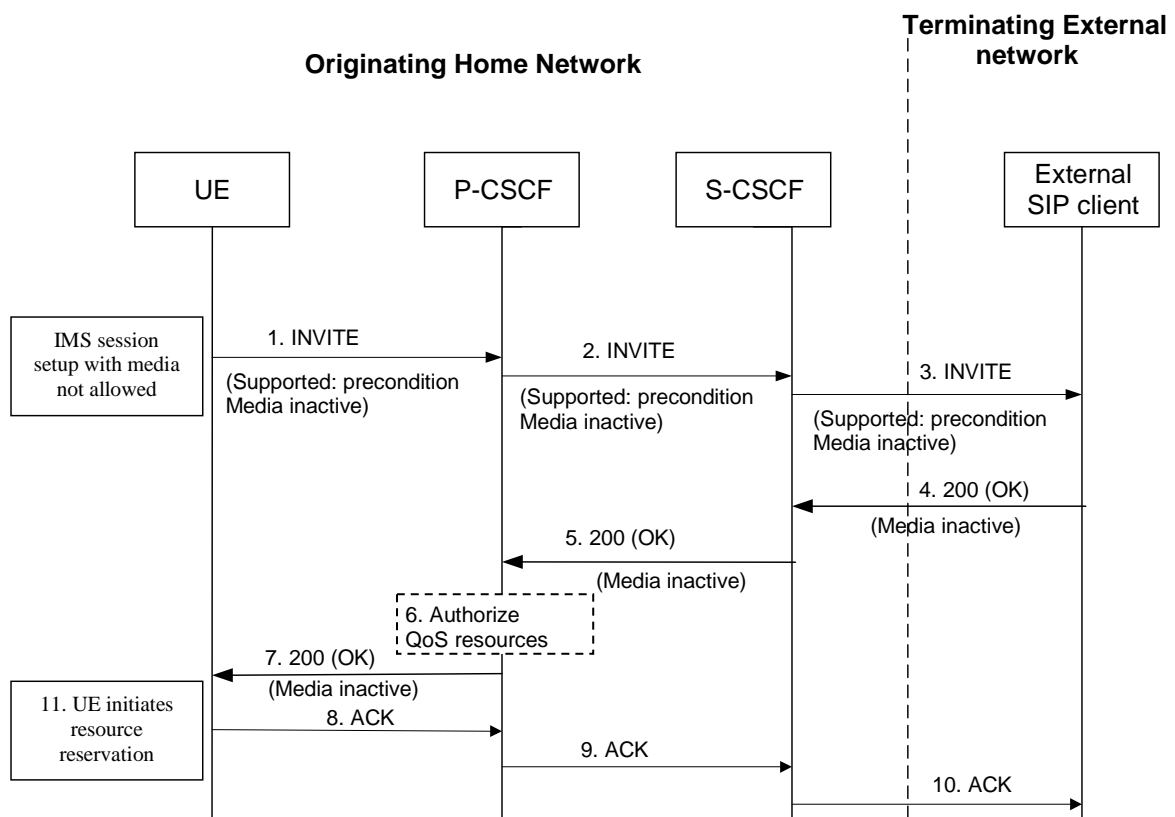 Originating Home Network
Terminating External
network
UE
P-CSCF
S-CSCF
External
SIP client
IMS session
setup with media
not allowed
1. INVITE
(Supported: precondition
Media inactive)
2. INVITE
(Supported: precondition
Media inactive)
3. INVITE
(Supported: precondition
Media inactive)
4. 200 (OK)
(Media inactive)
5. 200 (OK)
(Media inactive)
6. Authorize
QoS resources
7. 200 (OK)
(Media inactive)
11. UE initiates
resource
reservation
8. ACK
9. ACK
10. ACK